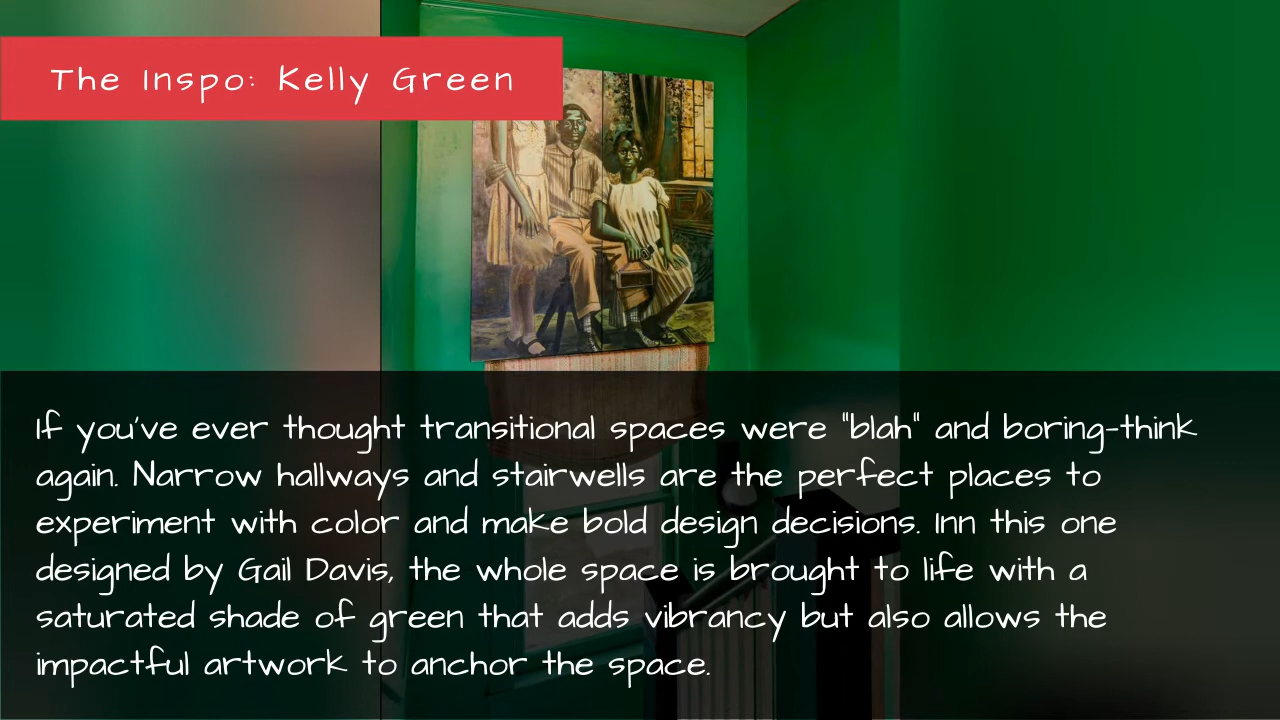 The Inspo: Kelly Green
If you've ever thought transitional spaces were "blah" and boring-think
again. Narrow hallways and stairwells are the perfect places to
experiment with color and make bold design decisions. Inn this one
designed by Gail Davis, the whole space is brought to life with a
saturated shade of green that adds vibrancy but also allows the
impactful artwork to anchor the space.